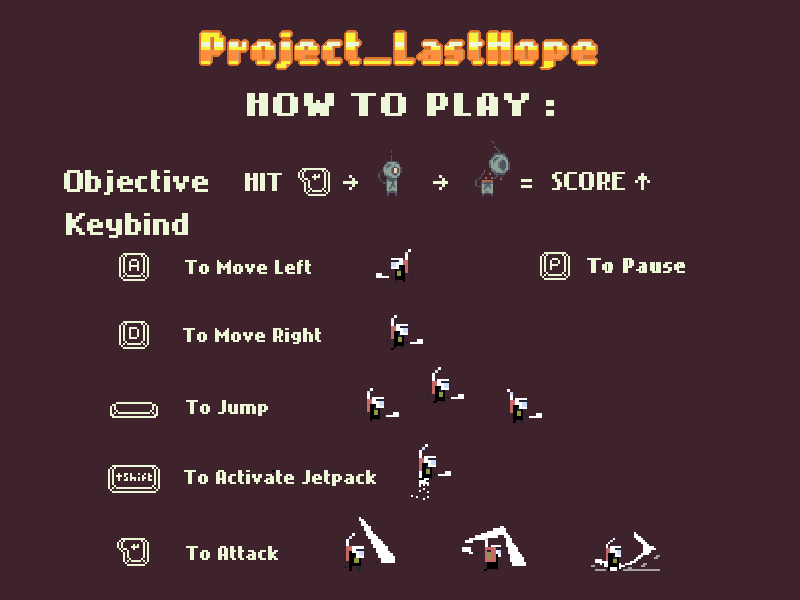 Project_LastHope
HOW TO PLAY :
Objective HIT → → = SCORE ↑
Keybind
A To Move Left
P To Pause
D To Move Right
To Jump
↑Shift To Activate Jetpack
↵ To Attack